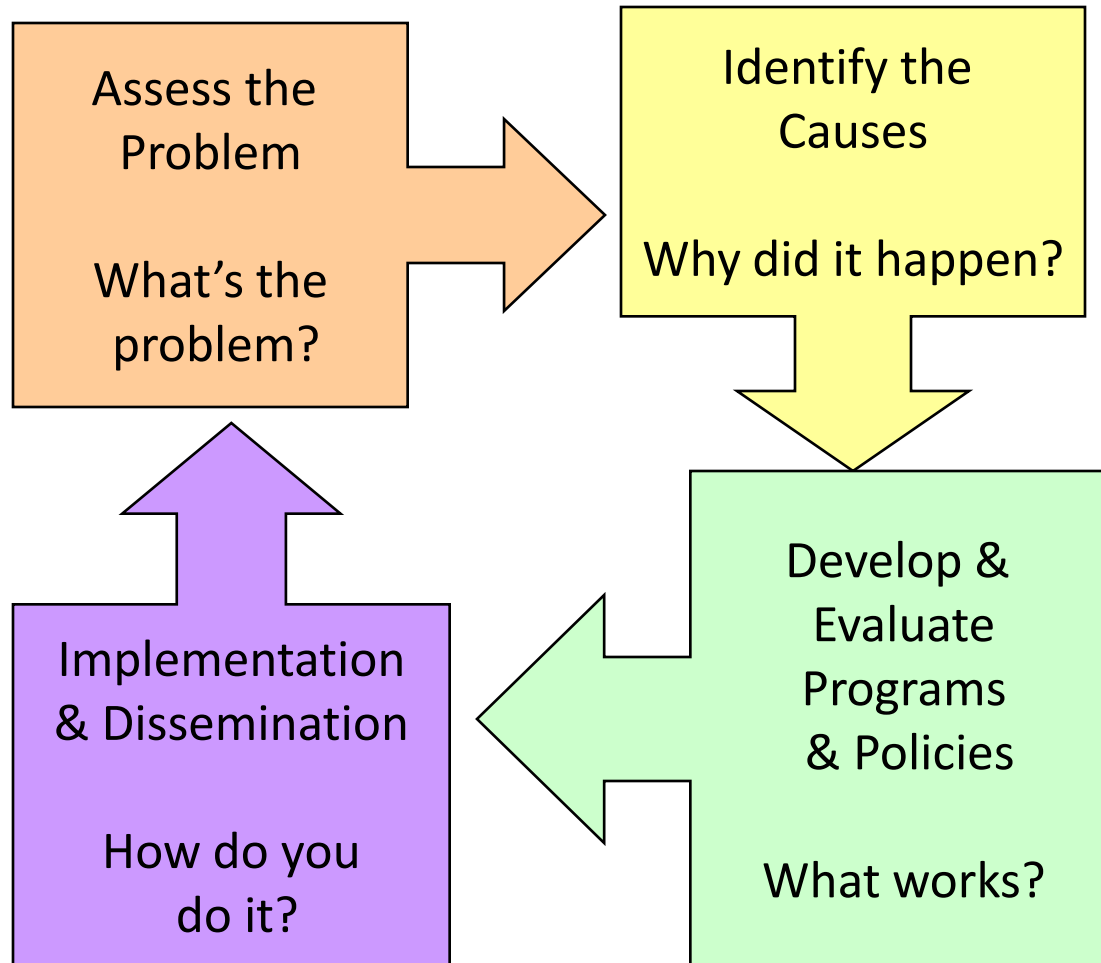 Assess the
Problem
What’s the
problem?
Identify the
Causes
Why did it happen?
Develop &
Evaluate
Programs
& Policies
What works?
Implementation
& Dissemination
How do you
do it?